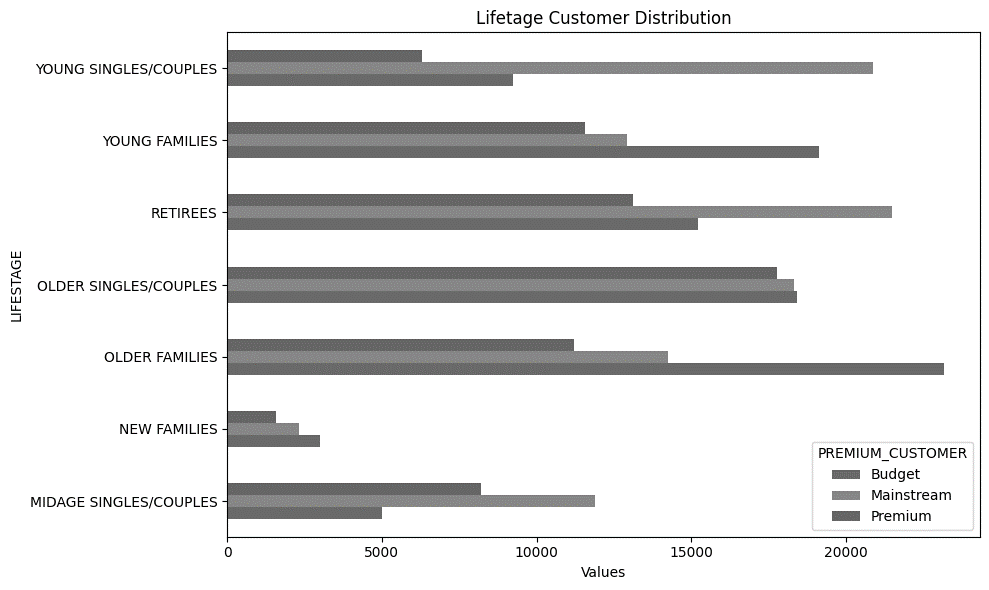 Lifetage Customer Distribution
YOUNG SINGLES/COUPLES
YOUNG FAMILIES
RETIREES
OLDER SINGLES/COUPLES
OLDER FAMILIES
NEW FAMILIES
MIDAGE SINGLES/COUPLES
LIFESTAGE
PREMIUM_CUSTOMER
Budget
Mainstream
Premium
0 5000 10000 15000 20000
Values